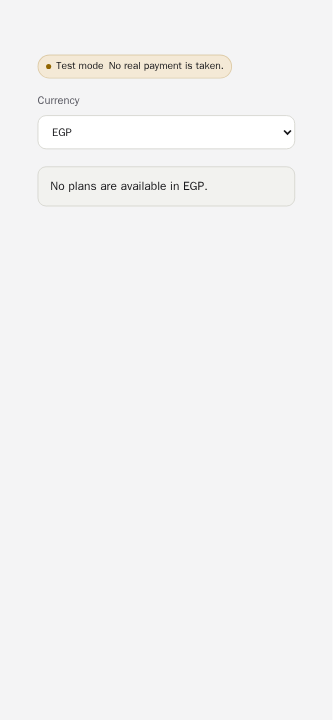 Test mode No real payment is taken.
Currency
EGP
No plans are available in EGP.